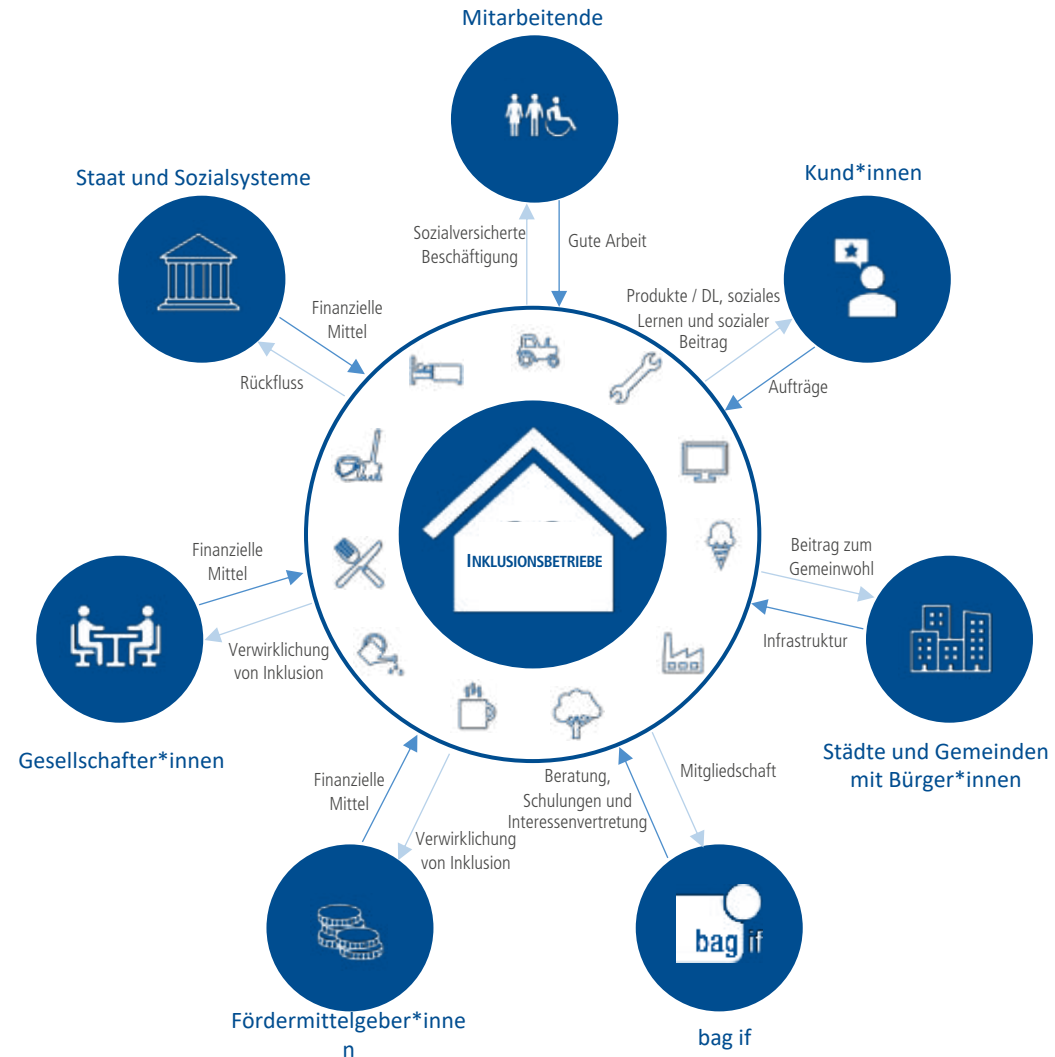 Mitarbeitende
Staat und Sozialsysteme
Kund*innen
Sozialversicherte
Beschäftigung
Gute Arbeit
Produkte / DL, soziales
Lernen und sozialer
Beitrag
Finanzielle
Mittel
Rückfluss
Aufträge
INKLUSIONSBETRIEBE
Finanzielle
Mittel
Beitrag zum
Gemeinwohl
Verwirklichung
von Inklusion
Infrastruktur
Gesellschafter*innen
Städte und Gemeinden
mit Bürger*innen
Finanzielle
Mittel
Verwirklichung
von Inklusion
Beratung,
Schulungen und
Interessenvertretung
Mitgliedschaft
bag if
Fördermittelgeber*inne
n
bag if